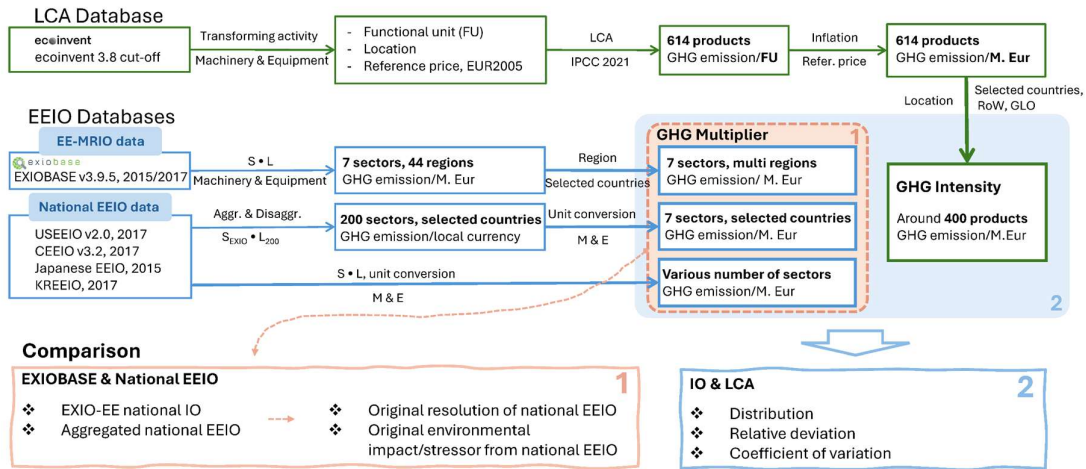 LCA Database
ecoinvent
ecoinvent 3.8 cut-off
Transforming activity
Machinery & Equipment
- Functional unit (FU)
- Location
- Reference price, EUR2005
LCA
IPCC 2021
614 products
GHG emission/FU
Inflation
Refer. price
614 products
GHG emission/M. Eur
Location
Selected countries,
RoW, GLO
EEIO Databases
EE-MRIO data
exiobase
EXIOBASE v3.9.5, 2015/2017
S • L
Machinery & Equipment
7 sectors, 44 regions
GHG emission/M. Eur
Region
Selected countries
GHG Multiplier
1
7 sectors, multi regions
GHG emission/ M. Eur
GHG Intensity
Around 400 products
GHG emission/M.Eur
National EEIO data
USEEIO v2.0, 2017
CEEIO v3.2, 2017
Japanese EEIO, 2015
KREEIO, 2017
Aggr. & Disaggr.
SEXIO • L200
200 sectors, selected countries
GHG emission/local currency
Unit conversion
M & E
7 sectors, selected countries
GHG emission/M. Eur
S • L, unit conversion
M & E
Various number of sectors
GHG emission/M. Eur
2
Comparison
EXIOBASE & National EEIO
1
❖ EXIO-EE national IO
❖ Aggregated national EEIO
❖ Original resolution of national EEIO
❖ Original environmental
impact/stressor from national EEIO
IO & LCA
2
❖ Distribution
❖ Relative deviation
❖ Coefficient of variation